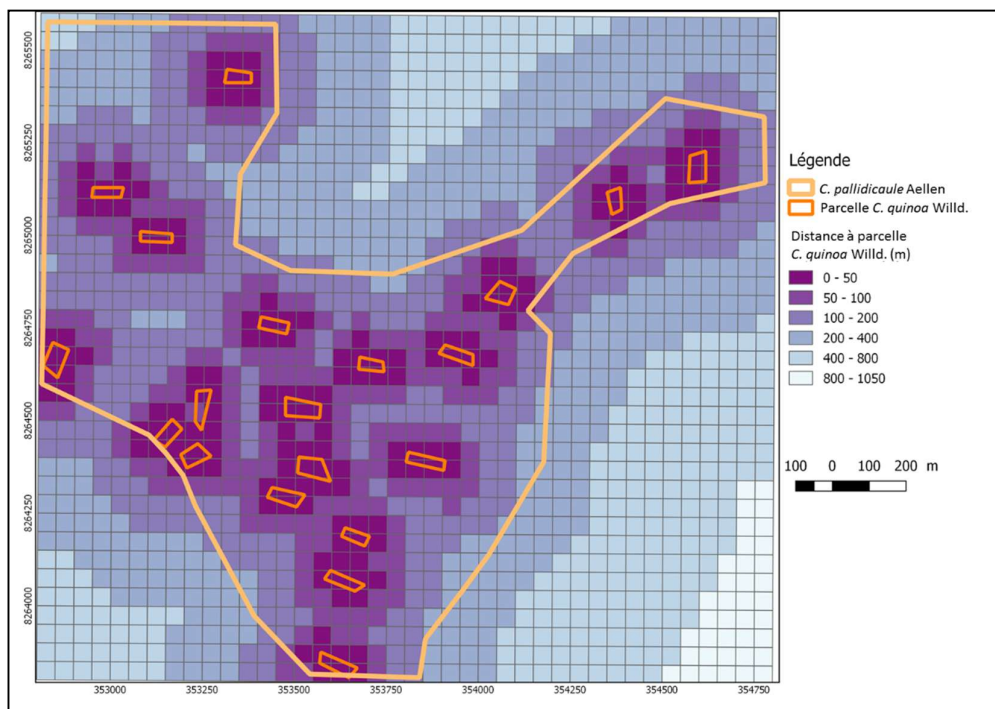 8265500
8265250
8265000
8264750
8264500
8264250
8264000
353000
353250
353500
353750
354000
354250
354500
354750
Légende
C. pallidicaule Aellen
Parcelle C. quinoa Willd.
Distance à parcelle
C. quinoa Willd. (m)
0 - 50
50 - 100
100 - 200
200 - 400
400 - 800
800 - 1050
100 0 100 200 m